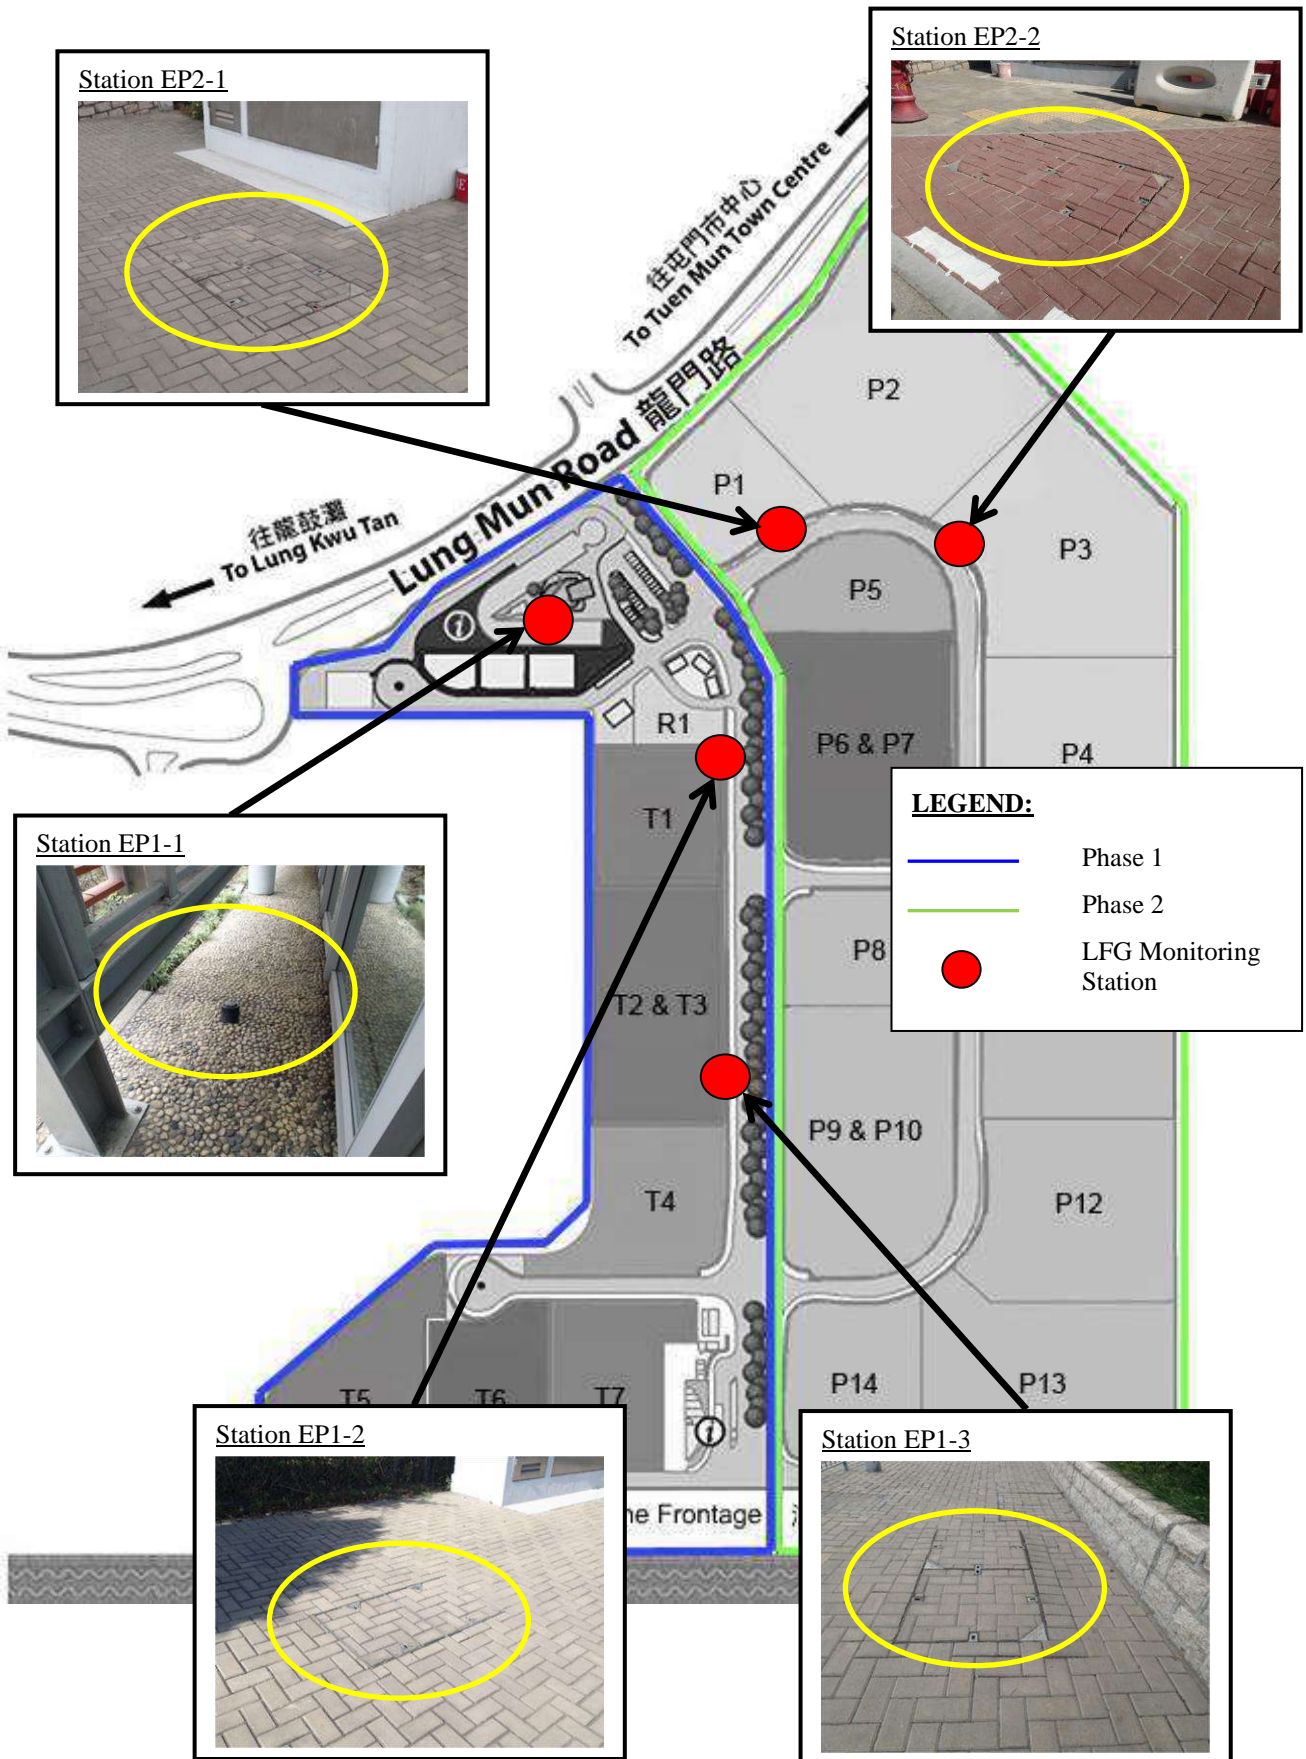 Station EP2-1
Station EP2-2
往屯門市中心
To Tuen Mun Town Centre
Lung Mun Road 龍門路
往龍鼓灘
To Lung Kwu Tan
P2
P1
P3
P5
i
R1
P6 & P7
P4
T1
LEGEND:
Phase 1
Phase 2
LFG Monitoring
Station
Station EP1-1
P8
T2 & T3
P9 & P10
T4
P12
T5
T6
T7
P14
P13
i
Station EP1-2
Station EP1-3
ne Frontage